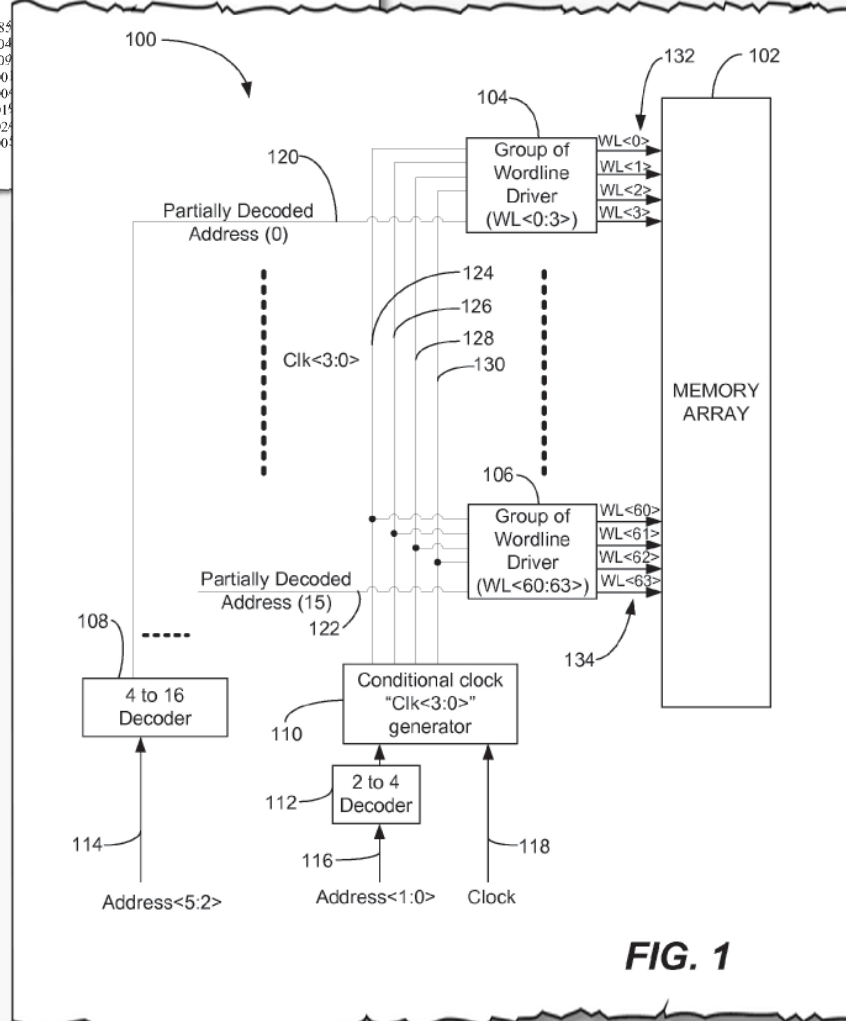 100
132
102
104
Group of
Wordline
Driver
(WL<0:3>)
WL<0>
WL<1>
WL<2>
WL<3>
120
Partially Decoded
Address (0)
124
126
128
130
Clk<3:0>
MEMORY
ARRAY
106
Group of
Wordline
Driver
(WL<60:63>)
WL<60>
WL<61>
WL<62>
WL<63>
Partially Decoded
Address (15)
122
134
108
4 to 16
Decoder
Conditional clock
“Clk<3:0>”
generator
110
2 to 4
Decoder
112
114
116
118
Address<5:2>
Address<1:0>
Clock
FIG. 1